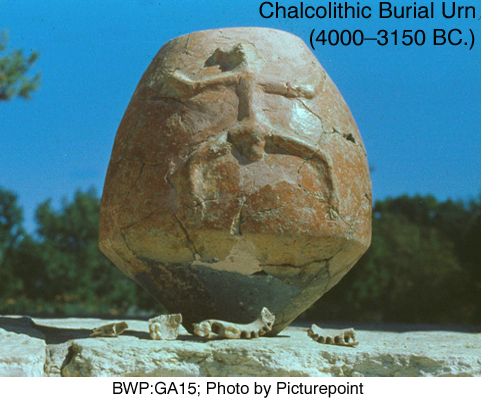 Chalcolithic Burial Urn
(4000–3150 BC.)
BWP:GA15; Photo by Picturepoint